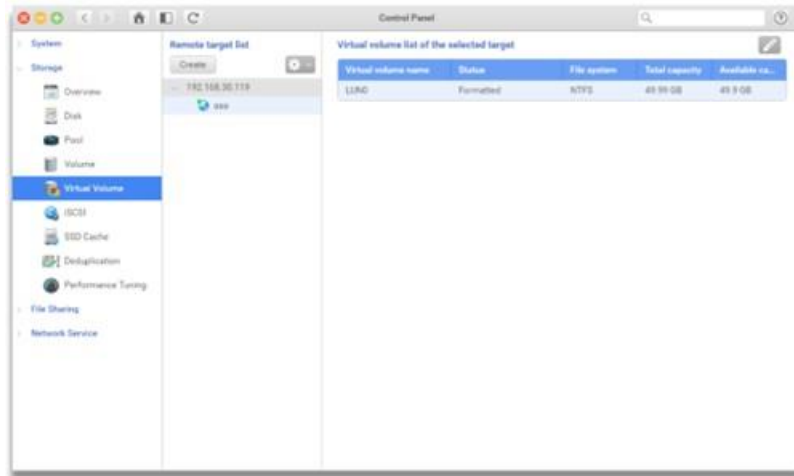 Control Panel
System
Storage
Overview
Disk
Pool
Volume
Virtual Volume
iSCSI
SSD Cache
Deduplication
Performance Tuning
File Sharing
Network Service
Remote target list
Create
192.168.30.119
Virtual volume list of the selected target
Virtual volume name Status File system Total capacity Available ca...
LUN0 Formatted NTFS 49.99 GB 49.9 GB